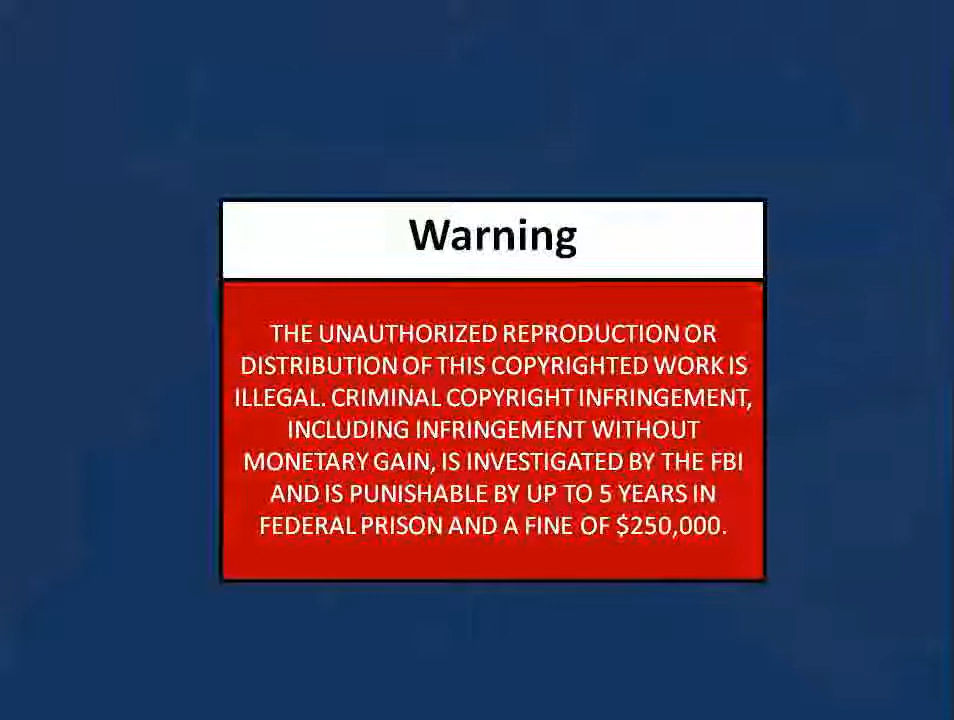 Warning
THE UNAUTHORIZED REPRODUCTION OR
DISTRIBUTION OF THIS COPYRIGHTED WORK IS
ILLEGAL. CRIMINAL COPYRIGHT INFRINGEMENT,
INCLUDING INFRINGEMENT WITHOUT
MONETARY GAIN, IS INVESTIGATED BY THE FBI
AND IS PUNISHABLE BY UP TO 5 YEARS IN
FEDERAL PRISON AND A FINE OF $250,000.